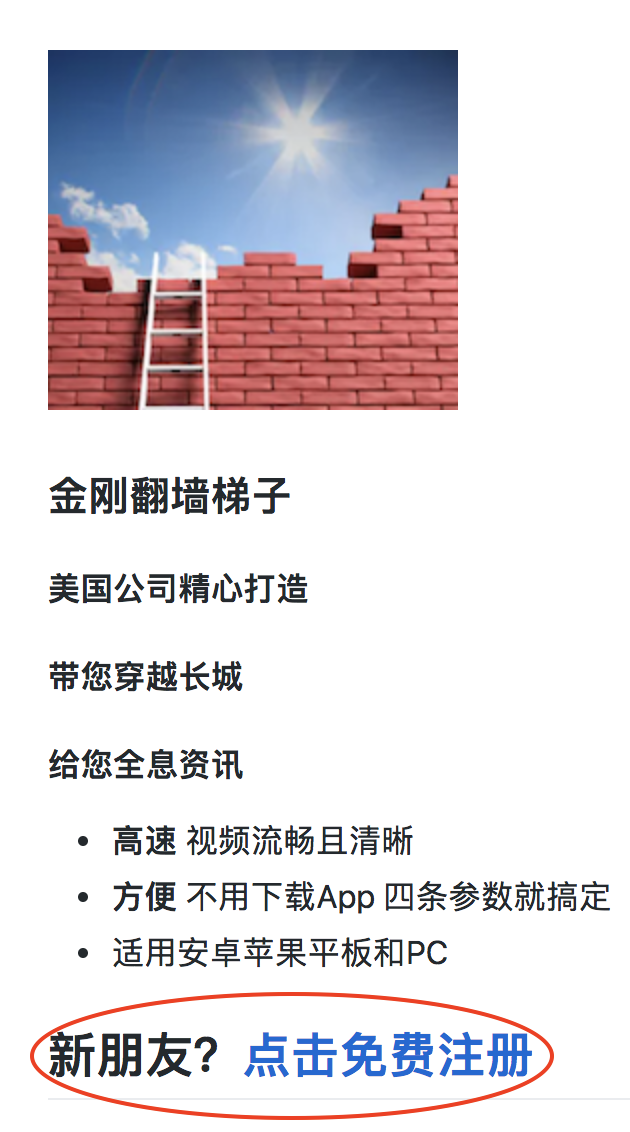 金刚翻墙梯子
美国公司精心打造
带您穿越长城
给您全息资讯
高速 视频流畅且清晰
方便 不用下载App 四条参数就搞定
适用安卓苹果平板和PC
新朋友？点击免费注册